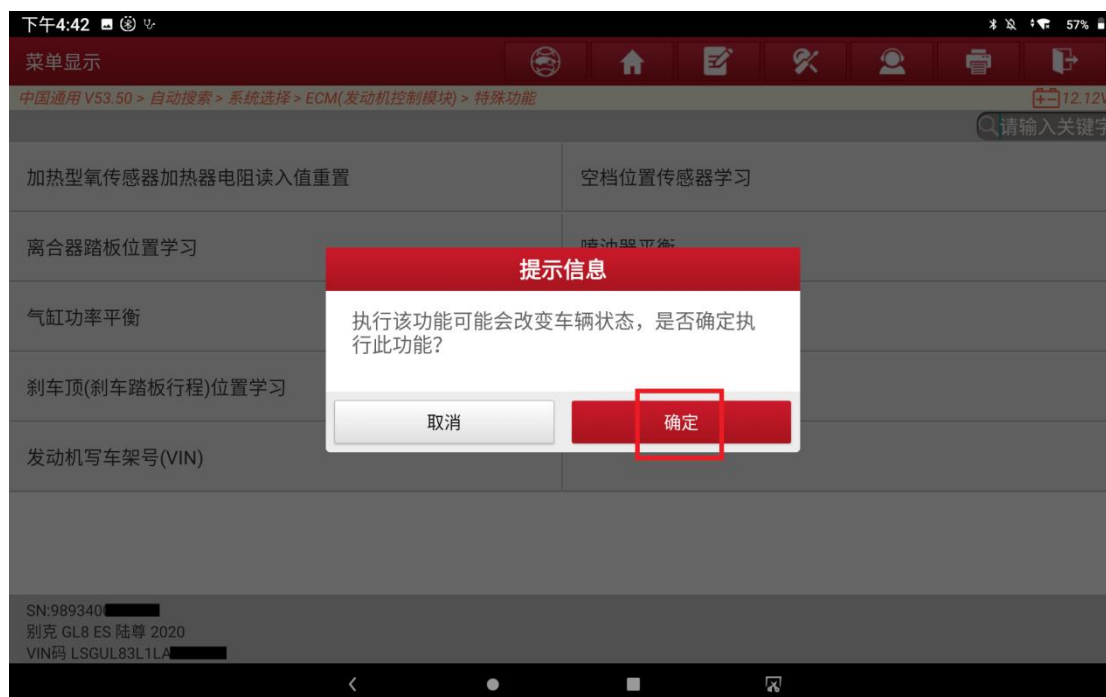 下午4:42
57%
菜单显示
中国通用 V53.50 > 自动搜索 > 系统选择 > ECM(发动机控制模块) > 特殊功能
12.12V
请输入关键字
加热型氧传感器加热器电阻读入值重置
空档位置传感器学习
离合器踏板位置学习
喷油器平衡
提示信息
气缸功率平衡
执行该功能可能会改变车辆状态，是否确定执
行此功能？
刹车顶(刹车踏板行程)位置学习
取消
确定
发动机写车架号(VIN)
SN:989340
别克 GL8 ES 陆尊 2020
VIN码 LSGUL83L1LA